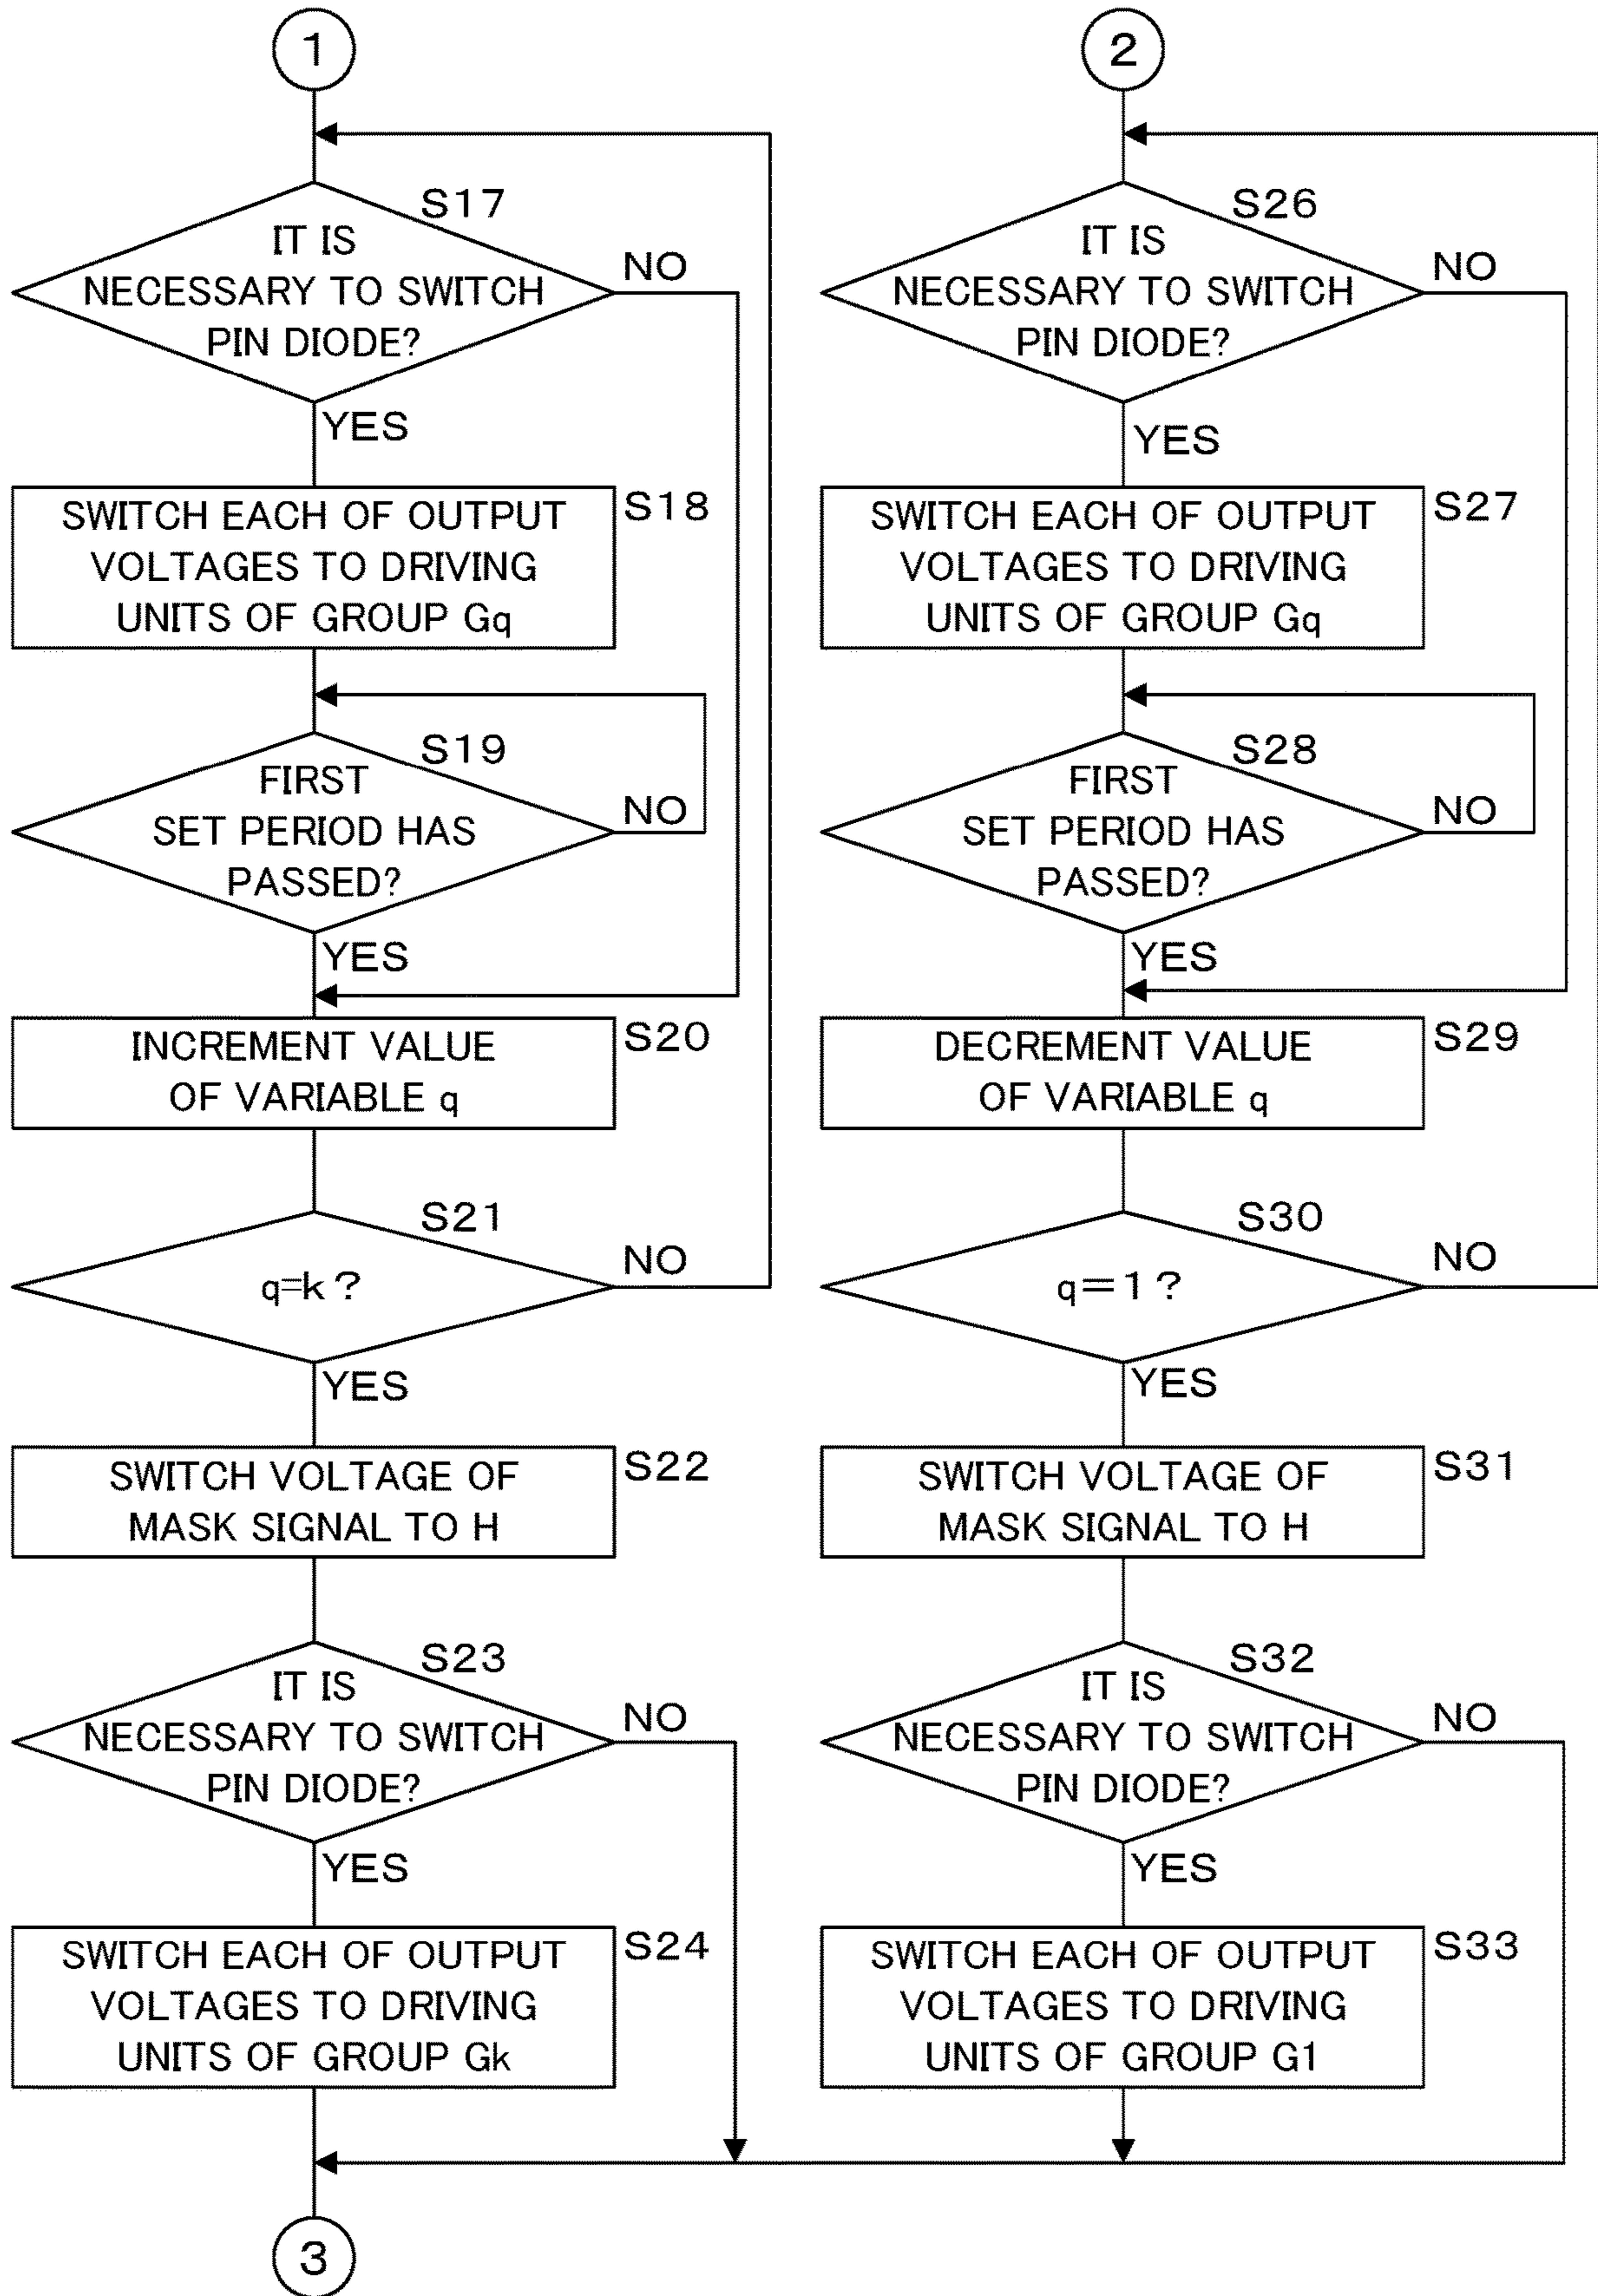 1
S17
IT IS
NECESSARY TO SWITCH
PIN DIODE?
NO
YES
SWITCH EACH OF OUTPUT
VOLTAGES TO DRIVING
UNITS OF GROUP Gq
S18
S19
FIRST
SET PERIOD HAS
PASSED?
NO
YES
INCREMENT VALUE
OF VARIABLE q
S20
S21
q=k?
NO
YES
SWITCH VOLTAGE OF
MASK SIGNAL TO H
S22
S23
IT IS
NECESSARY TO SWITCH
PIN DIODE?
NO
YES
SWITCH EACH OF OUTPUT
VOLTAGES TO DRIVING
UNITS OF GROUP Gk
S24
3
2
S26
IT IS
NECESSARY TO SWITCH
PIN DIODE?
NO
YES
SWITCH EACH OF OUTPUT
VOLTAGES TO DRIVING
UNITS OF GROUP Gq
S27
S28
FIRST
SET PERIOD HAS
PASSED?
NO
YES
DECREMENT VALUE
OF VARIABLE q
S29
S30
q=1?
NO
YES
SWITCH VOLTAGE OF
MASK SIGNAL TO H
S31
S32
IT IS
NECESSARY TO SWITCH
PIN DIODE?
NO
YES
SWITCH EACH OF OUTPUT
VOLTAGES TO DRIVING
UNITS OF GROUP G1
S33